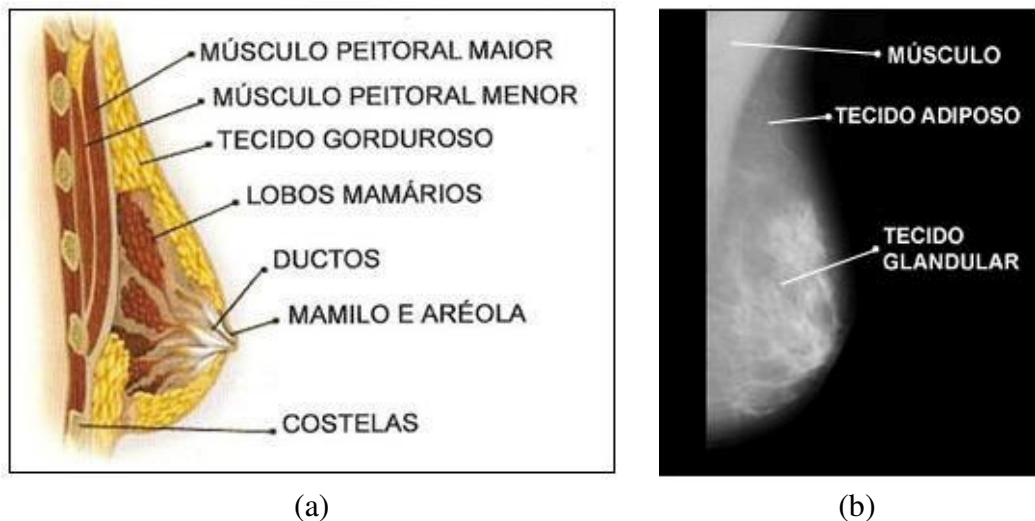 MÚSCULO PEITORAL MAIOR
MÚSCULO PEITORAL MENOR
TECIDO GORDUROSO
LOBOS MAMÁRIOS
DUCTOS
MAMILO E ARÉOLA
COSTELAS
(a)
MÚSCULO
TECIDO ADIPOSO
TECIDO
GLANDULAR
(b)